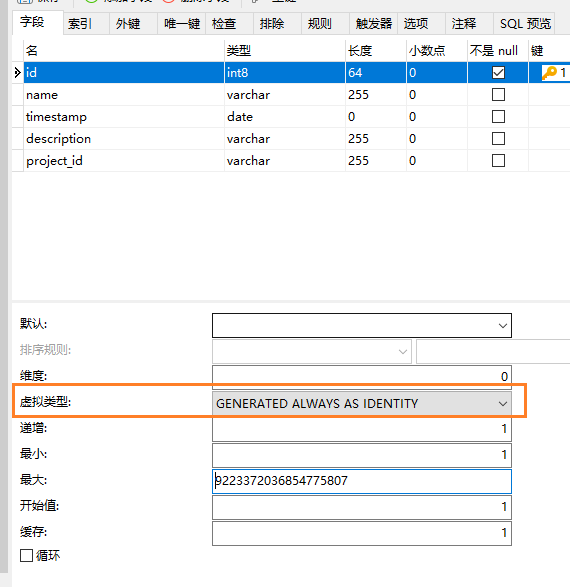 字段 索引 外键 唯一键 检查 排除 规则 触发器 选项 注释 SQL 预览
名 类型 长度 小数点 不是 null 键
id int8 64 0 1
name varchar 255 0
timestamp date 0 0
description varchar 255 0
project_id varchar 255 0
默认:
排序规则:
维度: 0
虚拟类型: GENERATED ALWAYS AS IDENTITY
递增: 1
最小: 1
最大: 9223372036854775807
开始值: 1
缓存: 1
循环